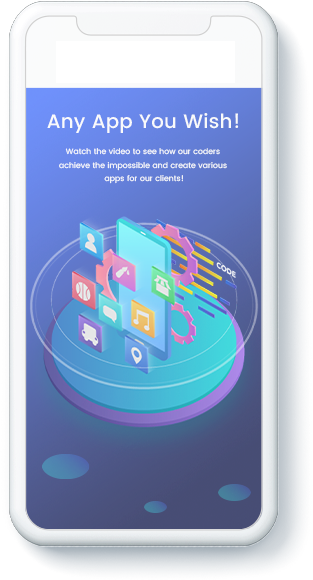 Any App You Wish!
Watch the video to see how our coders
achieve the impossible and create various
apps for our clients!
CODE